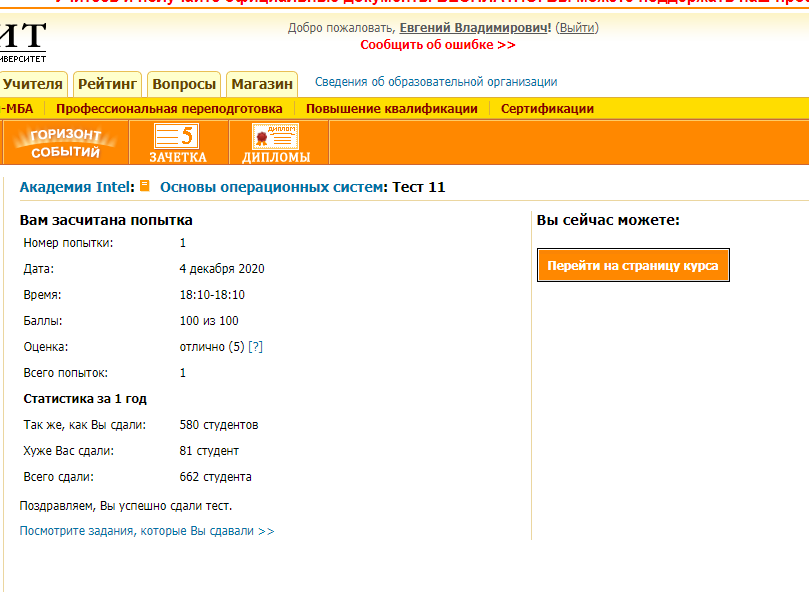 Добро пожаловать, Евгений Владимирович! (Выйти)
Сообщить об ошибке >>
ИТ
ИВЕРСИТЕТ
Учителя Рейтинг Вопросы Магазин Сведения об образовательной организации
-МБА Профессиональная переподготовка Повышение квалификации Сертификации
ГОРИЗОНТ СОБЫТИЙ
5
ЗАЧЕТКА
ДИПЛОМ
ДИПЛОМЫ
Академия Intel: Основы операционных систем: Тест 11
Вам засчитана попытка
Номер попытки: 1
Дата: 4 декабря 2020
Время: 18:10-18:10
Баллы: 100 из 100
Оценка: отлично (5) [?]
Всего попыток: 1
Статистика за 1 год
Так же, как Вы сдали: 580 студентов
Хуже Вас сдали: 81 студент
Всего сдали: 662 студента
Поздравляем, Вы успешно сдали тест.
Посмотрите задания, которые Вы сдавали >>
Вы сейчас можете:
Перейти на страницу курса